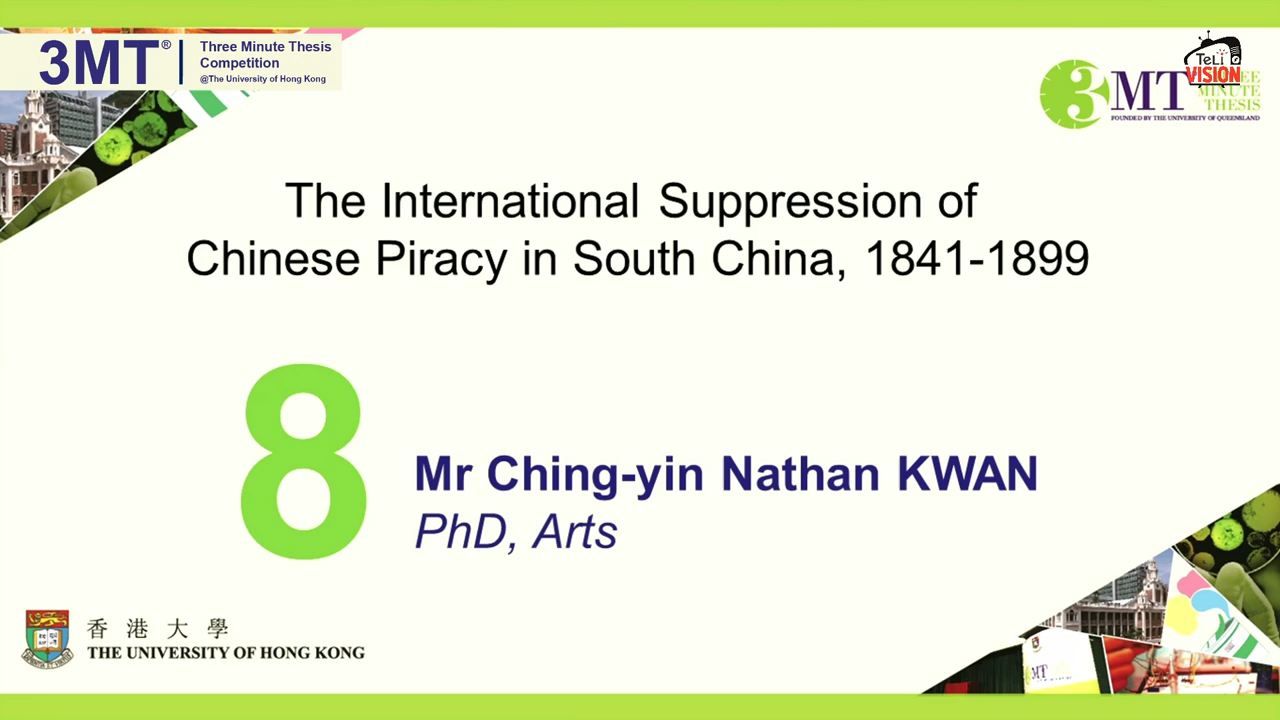 3MT®
Three Minute Thesis
Competition
@The University of Hong Kong
TeLi
VISION
3MT THREE
MINUTE
THESIS
FOUNDED BY THE UNIVERSITY OF QUEENSLAND
The International Suppression of
Chinese Piracy in South China, 1841-1899
8
Mr Ching-yin Nathan KWAN
PhD, Arts
香港大學
THE UNIVERSITY OF HONG KONG